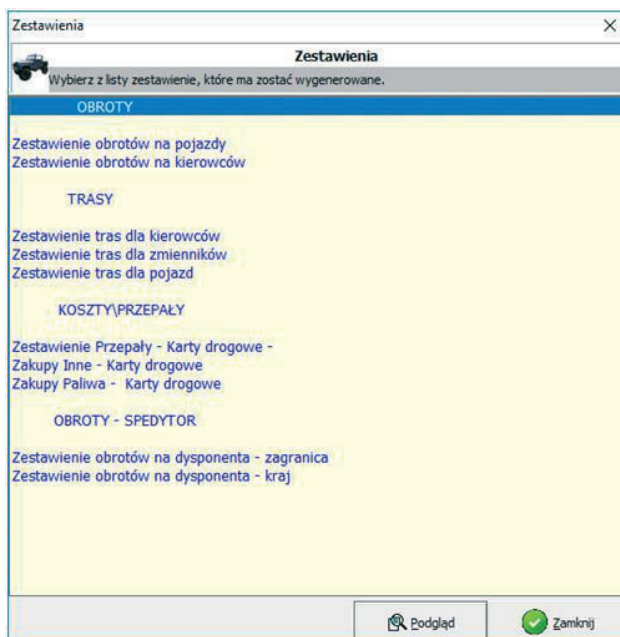 Zestawienia
Zestawienia
Wybierz z listy zestawienie, które ma zostać wygenerowane.
OBROTY
Zestawienie obrotów na pojazdy
Zestawienie obrotów na kierowców
TRASY
Zestawienie tras dla kierowców
Zestawienie tras dla zmienników
Zestawienie tras dla pojazd
KOSZTY\PRZEPAŁY
Zestawienie Przepały - Karty drogowe -
Zakupy Inne - Karty drogowe
Zakupy Paliwa - Karty drogowe
OBROTY - SPEDYTOR
Zestawienie obrotów na dysponenta - zagranica
Zestawienie obrotów na dysponenta - kraj
Podgląd
Zamknij